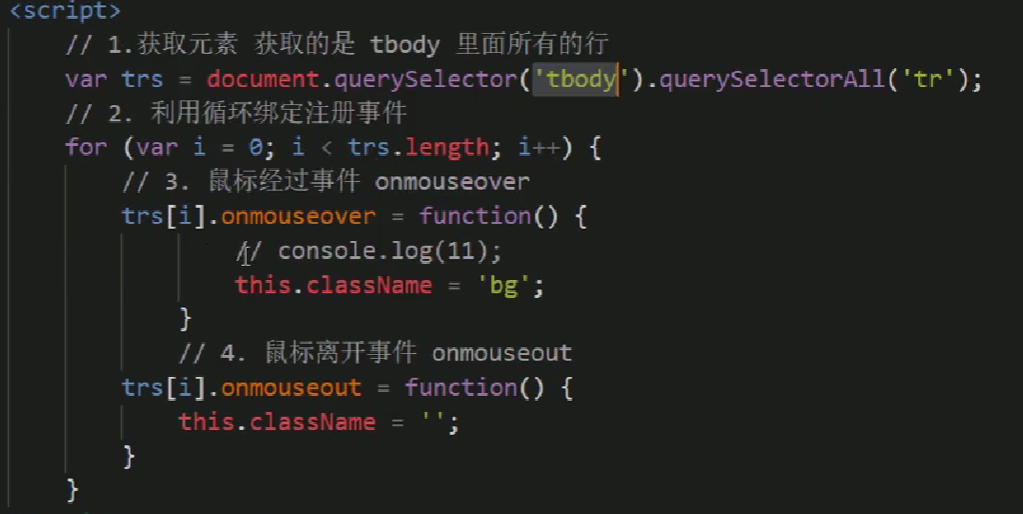 <script>
// 1.获取元素 获取的是 tbody 里面所有的行
var trs = document.querySelector('tbody').querySelectorAll('tr');
// 2. 利用循环绑定注册事件
for (var i = 0; i < trs.length; i++) {
// 3. 鼠标经过事件 onmouseover
trs[i].onmouseover = function() {
// console.log(11);
this.className = 'bg';
}
// 4. 鼠标离开事件 onmouseout
trs[i].onmouseout = function() {
this.className = '';
}
}